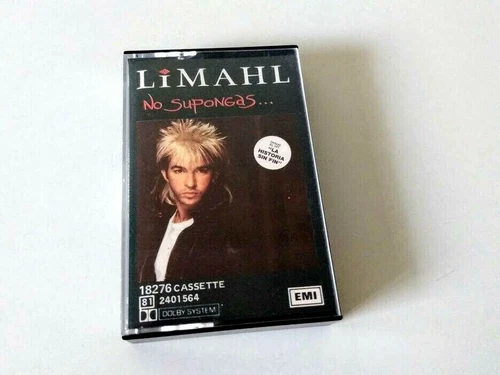 LiMAHL
No SUPONGAS...
"LA
HISTORIA
SIN FIN"
18276 CASSETTE
81 2401564
DOLBY SYSTEM
EMI